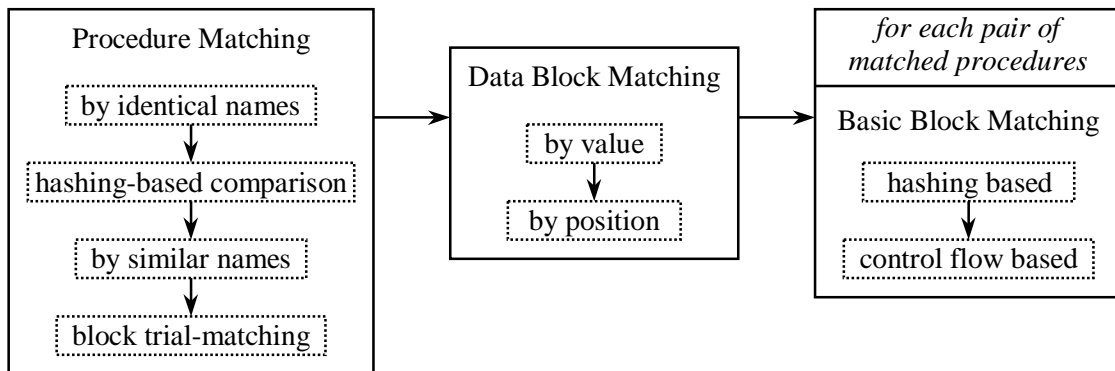 Procedure Matching
by identical names
hashing-based comparison
by similar names
block trial-matching
Data Block Matching
by value
by position
for each pair of
matched procedures
Basic Block Matching
hashing based
control flow based